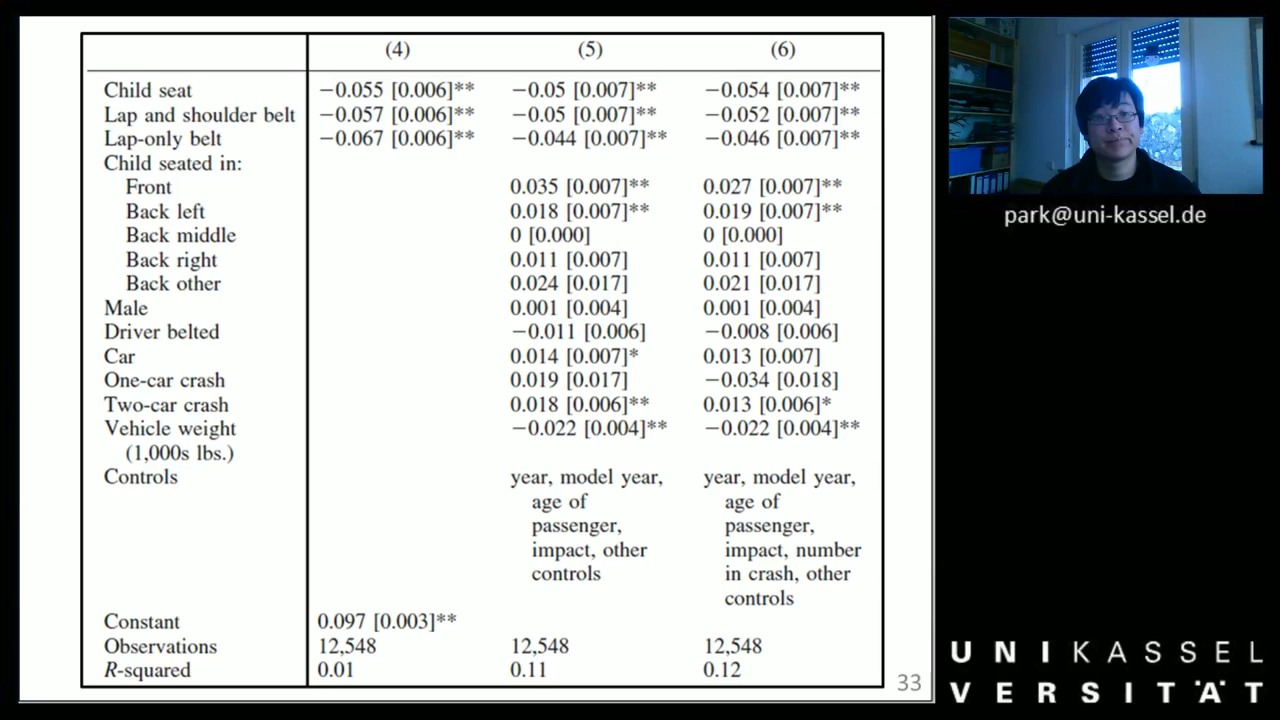 (4) (5) (6)
Child seat −0.055 [0.006]** −0.05 [0.007]** −0.054 [0.007]**
Lap and shoulder belt −0.057 [0.006]** −0.05 [0.007]** −0.052 [0.007]**
Lap-only belt −0.067 [0.006]** −0.044 [0.007]** −0.046 [0.007]**
Child seated in:
Front 0.035 [0.007]** 0.027 [0.007]**
Back left 0.018 [0.007]** 0.019 [0.007]**
Back middle 0 [0.000] 0 [0.000]
Back right 0.011 [0.007] 0.011 [0.007]
Back other 0.024 [0.017] 0.021 [0.017]
Male 0.001 [0.004] 0.001 [0.004]
Driver belted −0.011 [0.006] −0.008 [0.006]
Car 0.014 [0.007]* 0.013 [0.007]
One-car crash 0.019 [0.017] −0.034 [0.018]
Two-car crash 0.018 [0.006]** 0.013 [0.006]*
Vehicle weight −0.022 [0.004]** −0.022 [0.004]**
(1,000s lbs.)
Controls year, model year, year, model year,
age of age of
passenger, passenger,
impact, other impact, number
controls in crash, other
controls
Constant 0.097 [0.003]**
Observations 12,548 12,548 12,548
R-squared 0.01 0.11 0.12
33
park@uni-kassel.de
UNIKASSEL
VERSITÄT